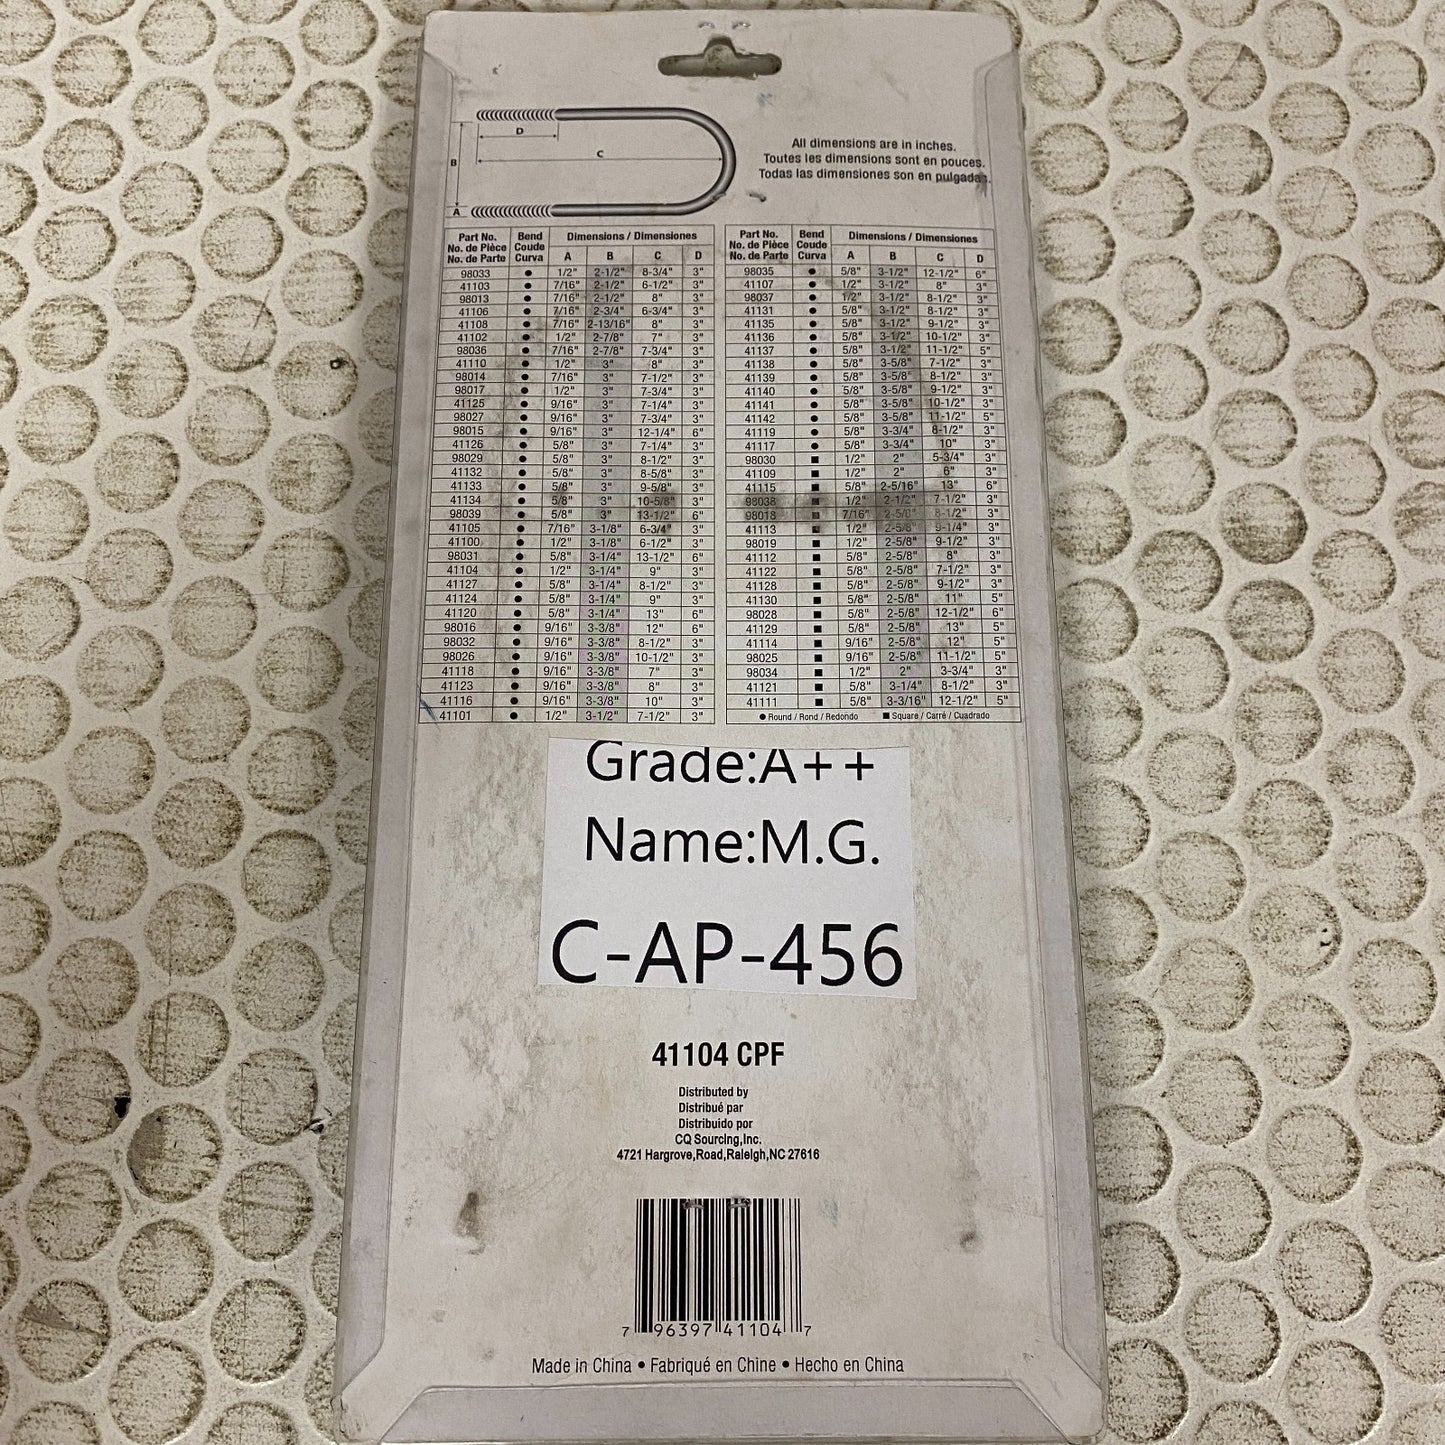 D
C
B
A
All dimensions are in inches.
Toutes les dimensions sont en pouces.
Todas las dimensiones son en pulgadas.
Part No. Bend Dimensions / Dimensiones
No. de Pièce Coude
No. de Parte Curva A B C D
98033 ● 1/2" 2-1/2" 8-3/4" 3"
41103 ● 7/16" 2-1/2" 6-1/2" 3"
98013 ● 7/16" 2-1/2" 8" 3"
41106 ● 7/16" 2-3/4" 6-3/4" 3"
41108 ● 7/16" 2-13/16" 8" 3"
41102 ● 1/2" 2-7/8" 7" 3"
98036 ● 7/16" 2-7/8" 7-3/4" 3"
41110 ● 1/2" 3" 8" 3"
98014 ● 7/16" 3" 7-1/2" 3"
98017 ● 1/2" 3" 7-3/4" 3"
41125 ● 9/16" 3" 7-1/4" 3"
98027 ● 9/16" 3" 7-3/4" 3"
98015 ● 9/16" 3" 12-1/4" 6"
41126 ● 5/8" 3" 7-1/4" 3"
98029 ● 5/8" 3" 8-1/2" 3"
41132 ● 5/8" 3" 8-5/8" 3"
41133 ● 5/8" 3" 9-5/8" 3"
41134 ● 5/8" 3" 10-5/8" 3"
98039 ● 5/8" 3" 13-1/2" 6"
41105 ● 7/16" 3-1/8" 6-3/4" 3"
41100 ● 1/2" 3-1/8" 6-1/2" 3"
98031 ● 5/8" 3-1/4" 13-1/2" 6"
41104 ● 1/2" 3-1/4" 9" 3"
41127 ● 5/8" 3-1/4" 8-1/2" 3"
41124 ● 5/8" 3-1/4" 9" 3"
41120 ● 5/8" 3-1/4" 13" 6"
98016 ● 9/16" 3-3/8" 12" 6"
98032 ● 9/16" 3-3/8" 8-1/2" 3"
98026 ● 9/16" 3-3/8" 10-1/2" 3"
41118 ● 9/16" 3-3/8" 7" 3"
41123 ● 9/16" 3-3/8" 8" 3"
41116 ● 9/16" 3-3/8" 10" 3"
41101 ● 1/2" 3-1/2" 7-1/2" 3"
Part No. Bend Dimensions / Dimensiones
No. de Pièce Coude
No. de Parte Curva A B C D
98035 ● 5/8" 3-1/2" 12-1/2" 6"
41107 ● 1/2" 3-1/2" 8" 3"
98037 ● 1/2" 3-1/2" 8-1/2" 3"
41131 ● 5/8" 3-1/2" 8-1/2" 3"
41135 ● 5/8" 3-1/2" 9-1/2" 3"
41136 ● 5/8" 3-1/2" 10-1/2" 3"
41137 ● 5/8" 3-1/2" 11-1/2" 5"
41138 ● 5/8" 3-5/8" 7-1/2" 3"
41139 ● 5/8" 3-5/8" 8-1/2" 3"
41140 ● 5/8" 3-5/8" 9-1/2" 3"
41141 ● 5/8" 3-5/8" 10-1/2" 3"
41142 ● 5/8" 3-5/8" 11-1/2" 5"
41119 ● 5/8" 3-3/4" 8-1/2" 3"
41117 ● 5/8" 3-3/4" 10" 3"
98030 ■ 1/2" 2" 5-3/4" 3"
41109 ■ 1/2" 2" 6" 3"
41115 ■ 5/8" 2-5/16" 13" 6"
98038 ■ 1/2" 2-1/2" 7-1/2" 3"
98018 ■ 7/16" 2-5/8" 8-1/2" 3"
41113 ■ 1/2" 2-5/8" 9-1/4" 3"
98019 ■ 1/2" 2-5/8" 9-1/2" 3"
41112 ■ 5/8" 2-5/8" 8" 3"
41122 ■ 5/8" 2-5/8" 7-1/2" 3"
41128 ■ 5/8" 2-5/8" 9-1/2" 3"
41130 ■ 5/8" 2-5/8" 11" 5"
98028 ■ 5/8" 2-5/8" 12-1/2" 6"
41129 ■ 5/8" 2-5/8" 13" 5"
41114 ■ 9/16" 2-5/8" 12" 5"
98025 ■ 9/16" 2-5/8" 11-1/2" 5"
98034 ■ 1/2" 2" 3-3/4" 3"
41121 ■ 5/8" 3-1/4" 8-1/2" 3"
41111 ■ 5/8" 3-3/16" 12-1/2" 5"
● Round / Rond / Redondo ■ Square / Carré / Cuadrado
Grade:A++
Name:M.G.
C-AP-456
41104 CPF
Distributed by
Distribué par
Distribuido por
CQ Sourcing,Inc.
4721 Hargrove,Road,Raleigh,NC 27616
7 96397 41104 7
Made in China ● Fabriqué en Chine ● Hecho en China